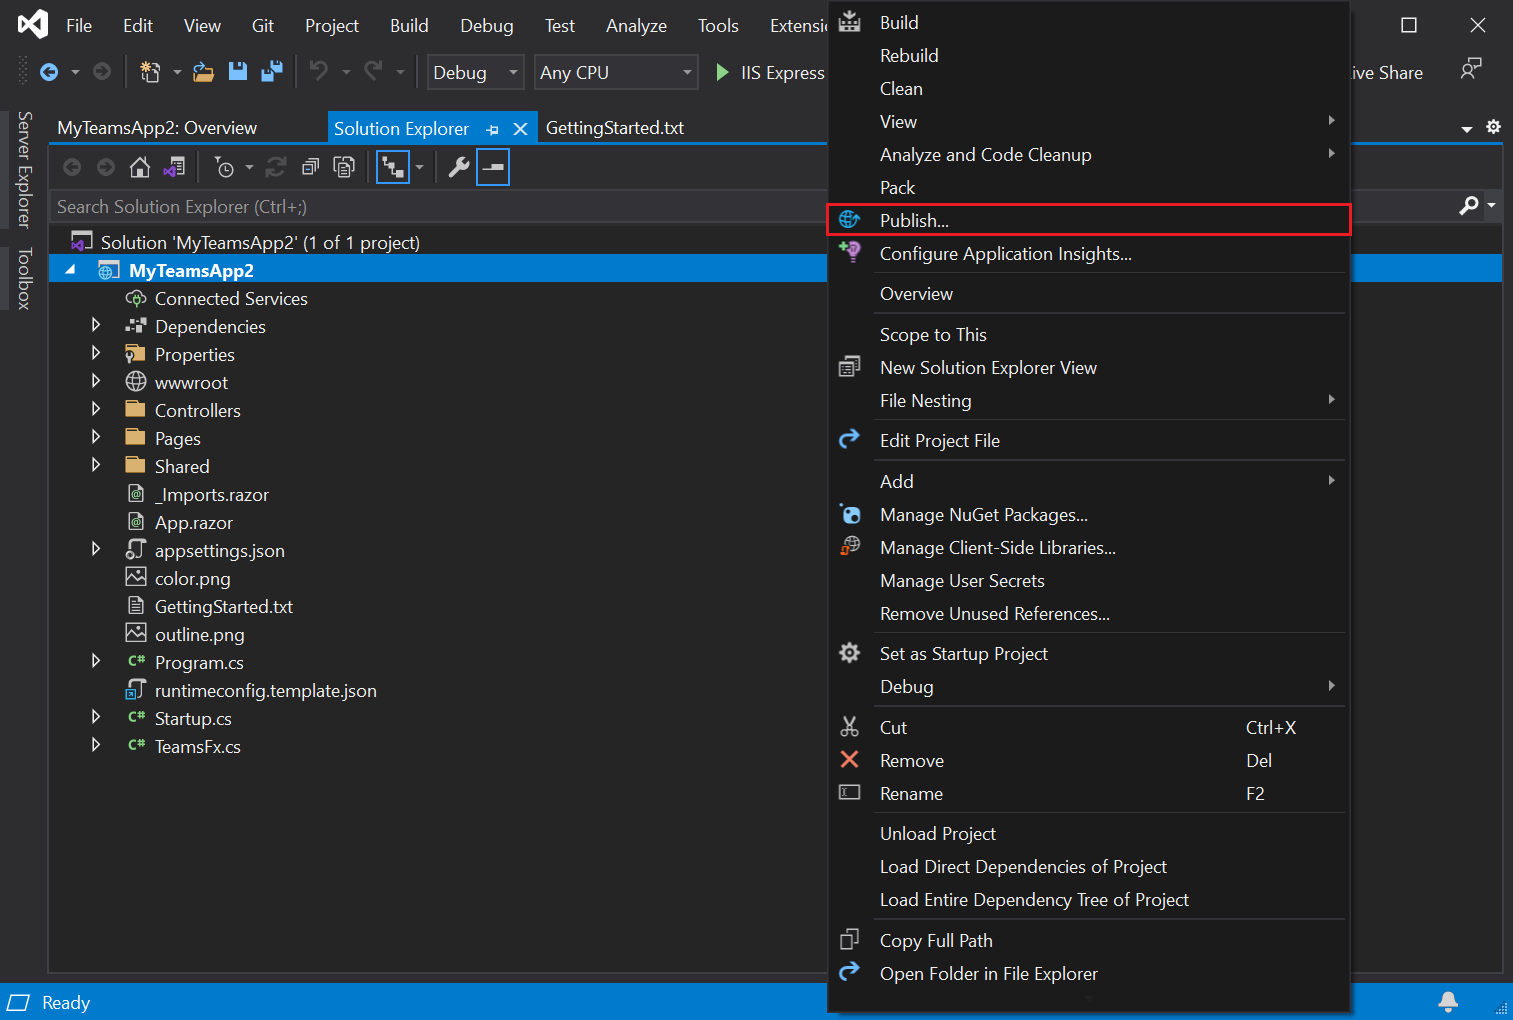 File Edit View Git Project Build Debug Test Analyze Tools Extensi
Debug Any CPU IIS Express ive Share
Server Explorer
Toolbox
MyTeamsApp2: Overview Solution Explorer GettingStarted.txt
Search Solution Explorer (Ctrl+;)
Solution 'MyTeamsApp2' (1 of 1 project)
MyTeamsApp2
Connected Services
Dependencies
Properties
wwwroot
Controllers
Pages
Shared
_Imports.razor
App.razor
appsettings.json
color.png
GettingStarted.txt
outline.png
C# Program.cs
runtimeconfig.template.json
C# Startup.cs
C# TeamsFx.cs
Build
Rebuild
Clean
View
Analyze and Code Cleanup
Pack
Publish...
Configure Application Insights...
Overview
Scope to This
New Solution Explorer View
File Nesting
Edit Project File
Add
Manage NuGet Packages...
Manage Client-Side Libraries...
Manage User Secrets
Remove Unused References...
Set as Startup Project
Debug
Cut Ctrl+X
Remove Del
Rename F2
Unload Project
Load Direct Dependencies of Project
Load Entire Dependency Tree of Project
Copy Full Path
Open Folder in File Explorer
Ready